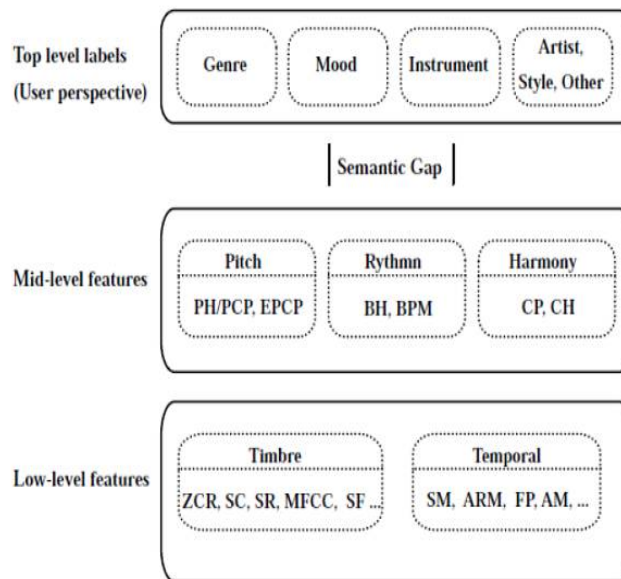 Top level labels
(User perspective)
Genre
Mood
Instrument
Artist,
Style, Other
Semantic Gap
Mid-level features
Pitch
PH/PCP, EPCP
Rythmn
BH, BPM
Harmony
CP, CH
Low-level features
Timbre
ZCR, SC, SR, MFCC, SF ...
Temporal
SM, ARM, FP, AM, ...